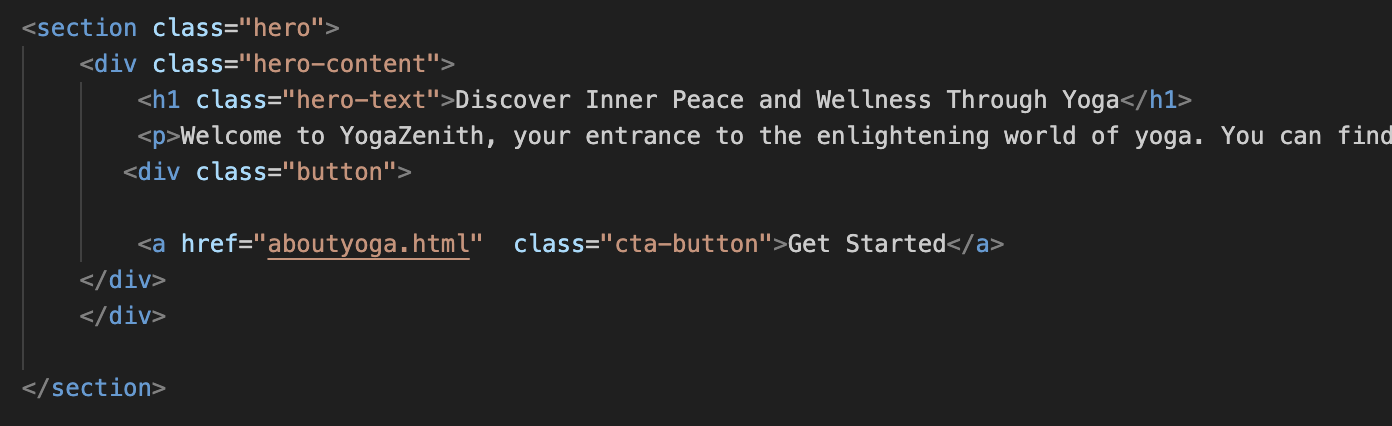 <section class="hero">
    <div class="hero-content">
        <h1 class="hero-text">Discover Inner Peace and Wellness Through Yoga</h1>
        <p>Welcome to YogaZenith, your entrance to the enlightening world of yoga. You can find
       <div class="button">
        <a href="aboutyoga.html"  class="cta-button">Get Started</a>
    </div>
    </div>
</section>